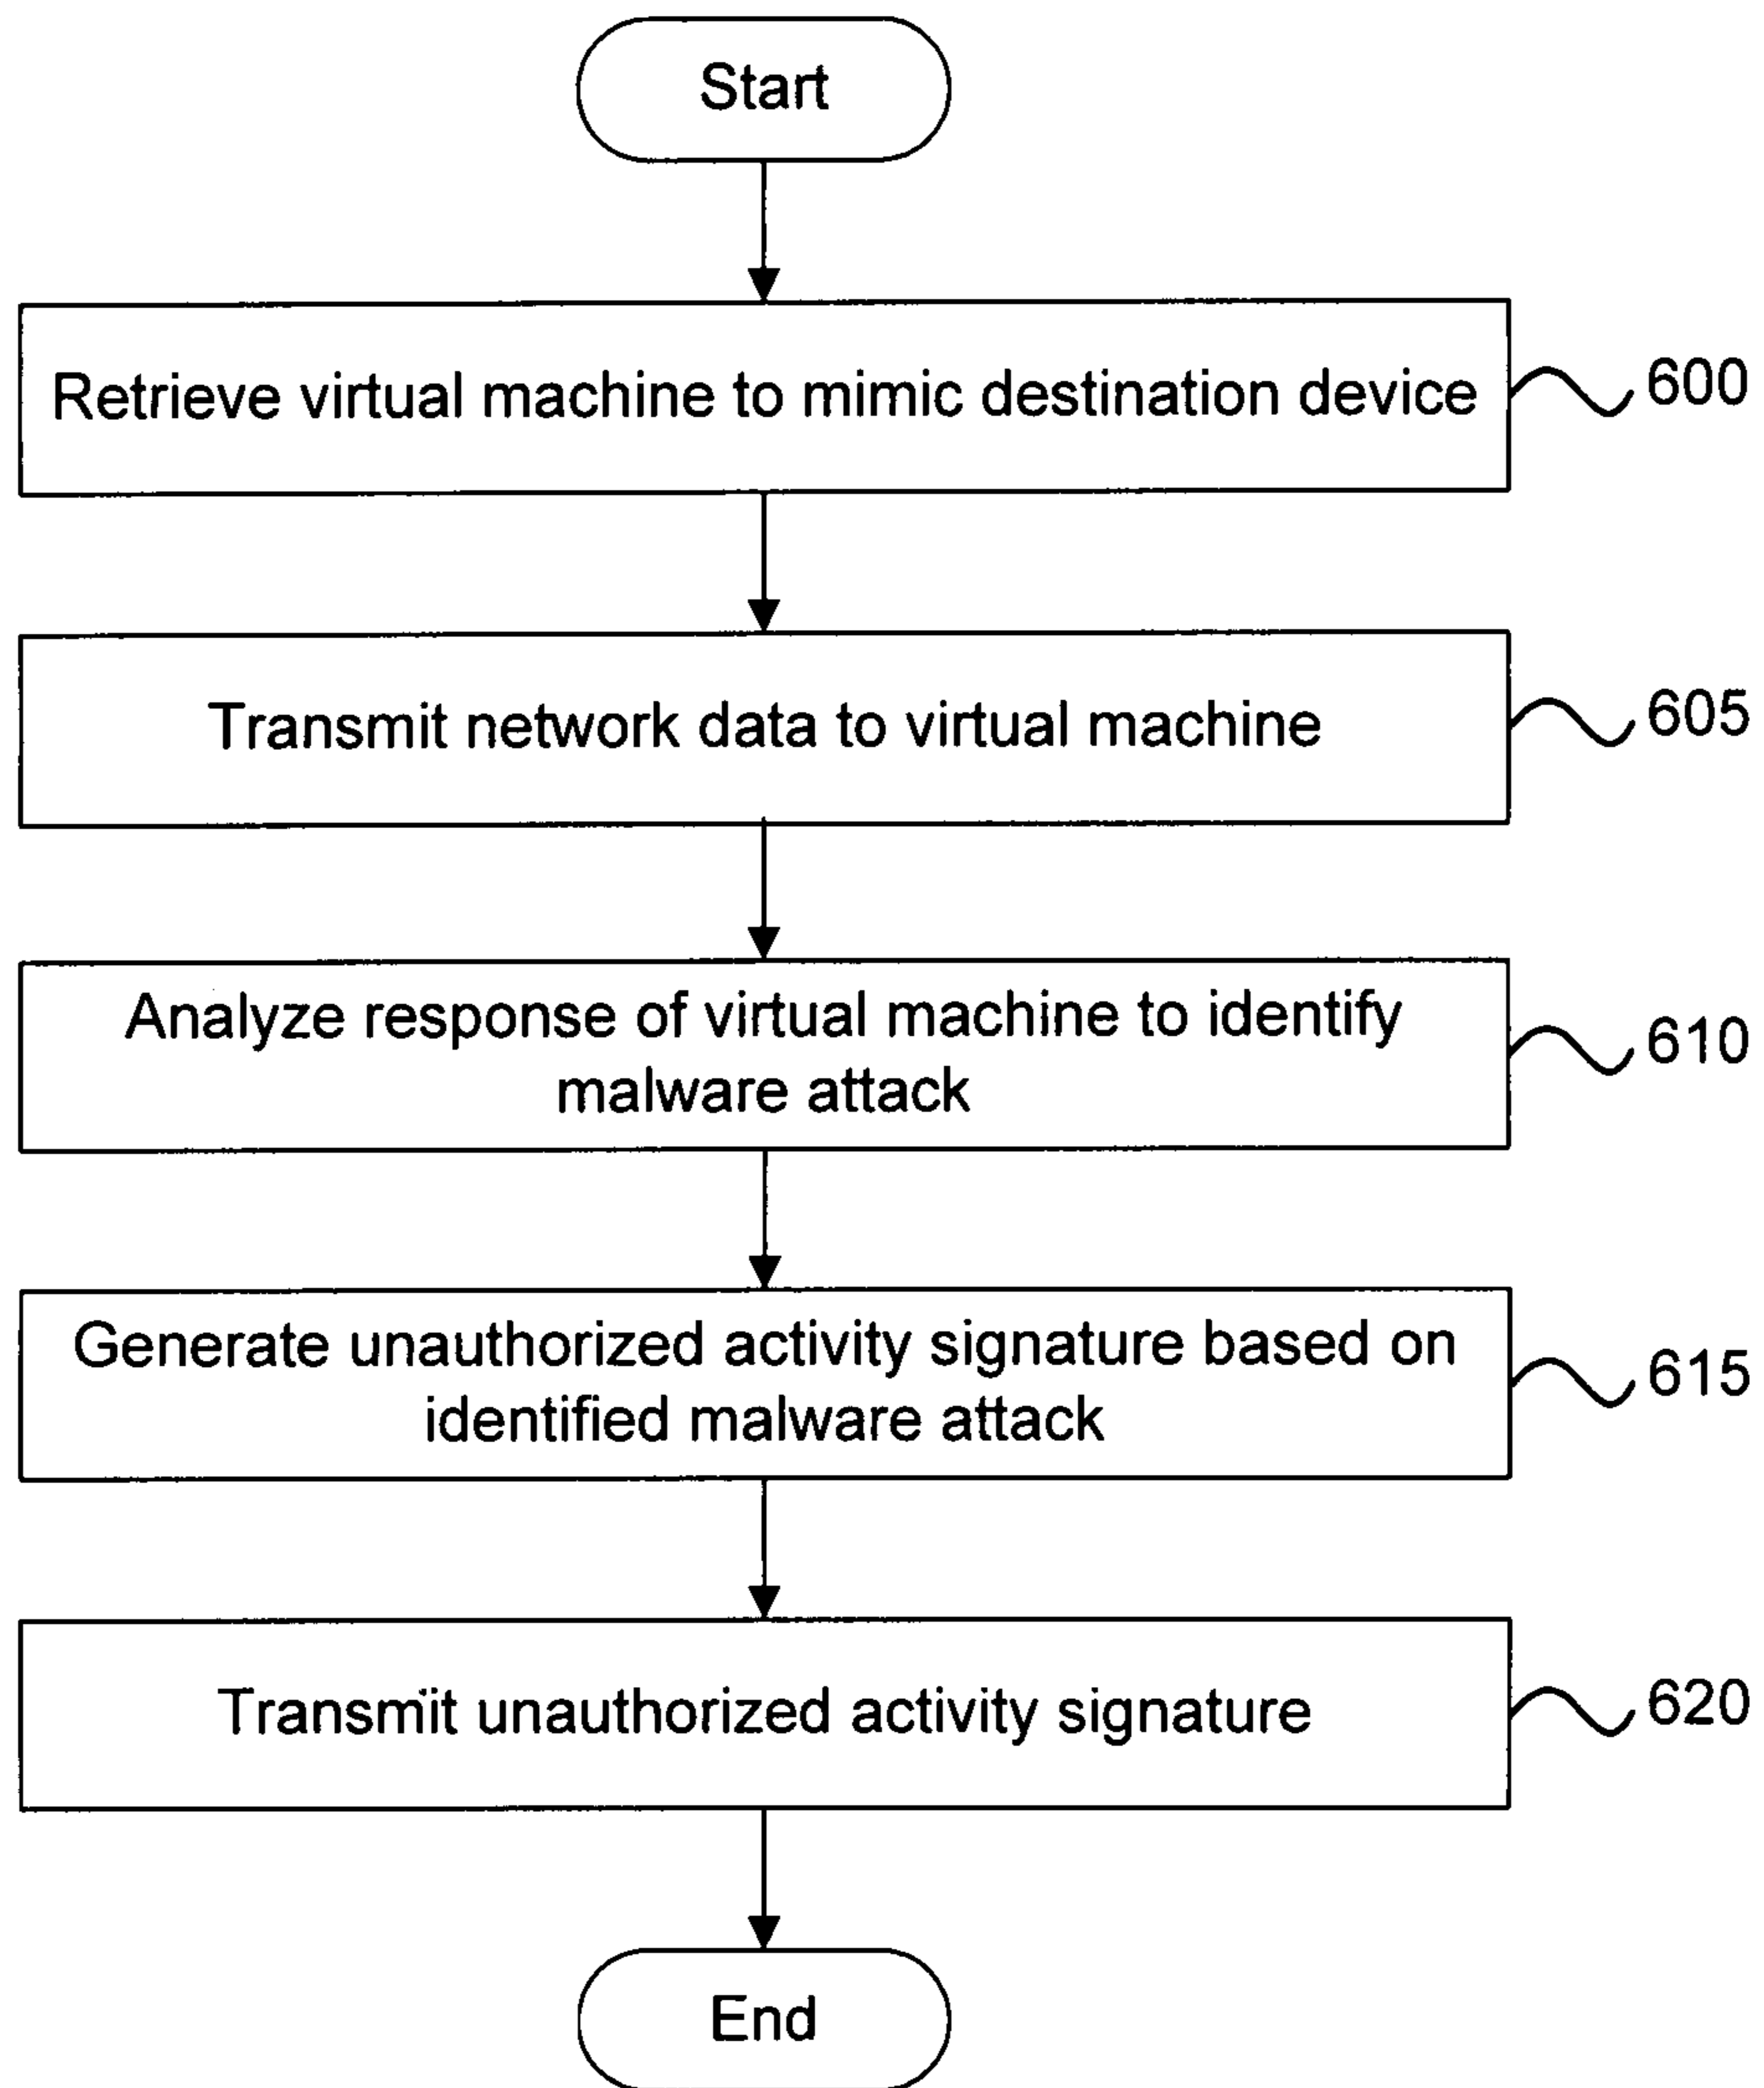 Start
Retrieve virtual machine to mimic destination device
600
Transmit network data to virtual machine
605
Analyze response of virtual machine to identify
malware attack
610
Generate unauthorized activity signature based on
identified malware attack
615
Transmit unauthorized activity signature
620
End